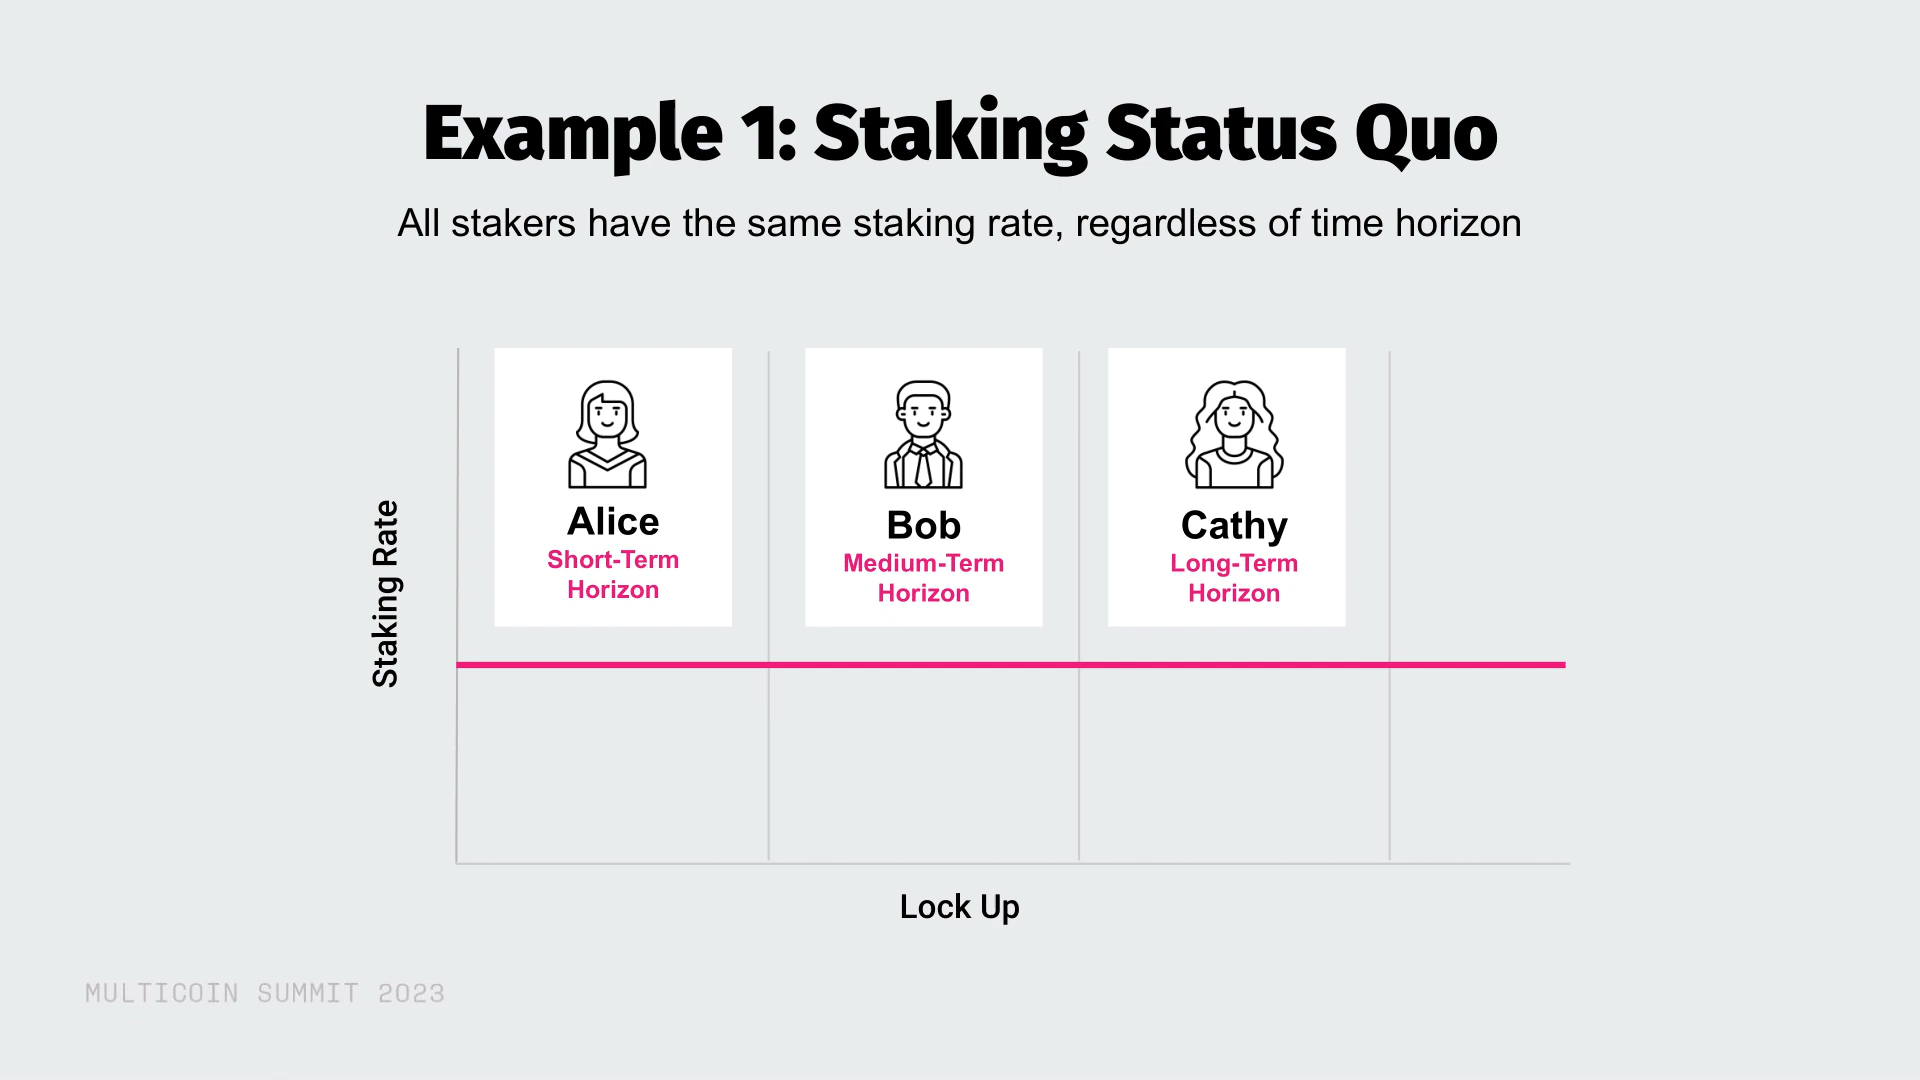 Example 1: Staking Status Quo
All stakers have the same staking rate, regardless of time horizon
Staking Rate
Alice
Short-Term
Horizon
Bob
Medium-Term
Horizon
Cathy
Long-Term
Horizon
Lock Up
MULTICOIN SUMMIT 2023